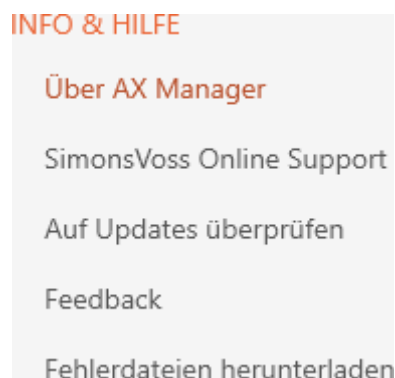 INFO & HILFE
Über AX Manager
SimonsVoss Online Support
Auf Updates überprüfen
Feedback
Fehlerdateien herunterladen